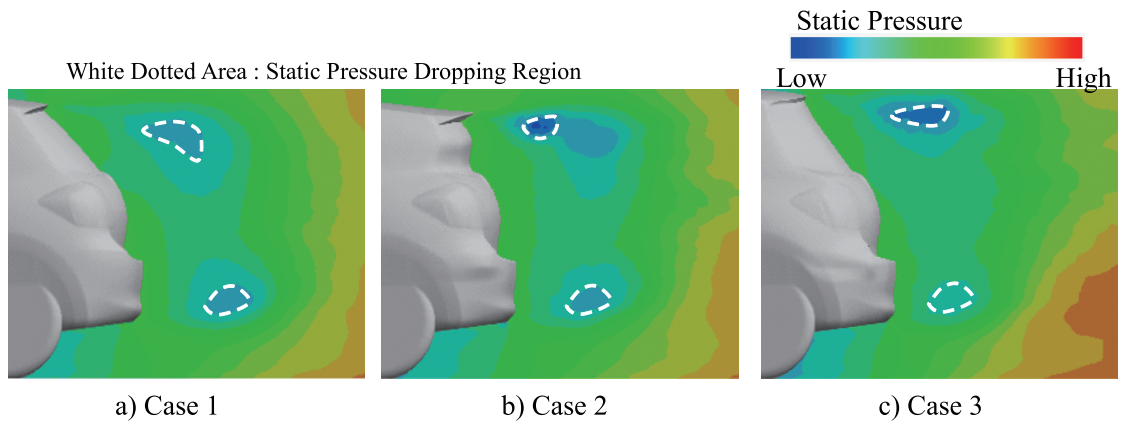 Static Pressure
White Dotted Area : Static Pressure Dropping Region
Low
High
a) Case 1
b) Case 2
c) Case 3